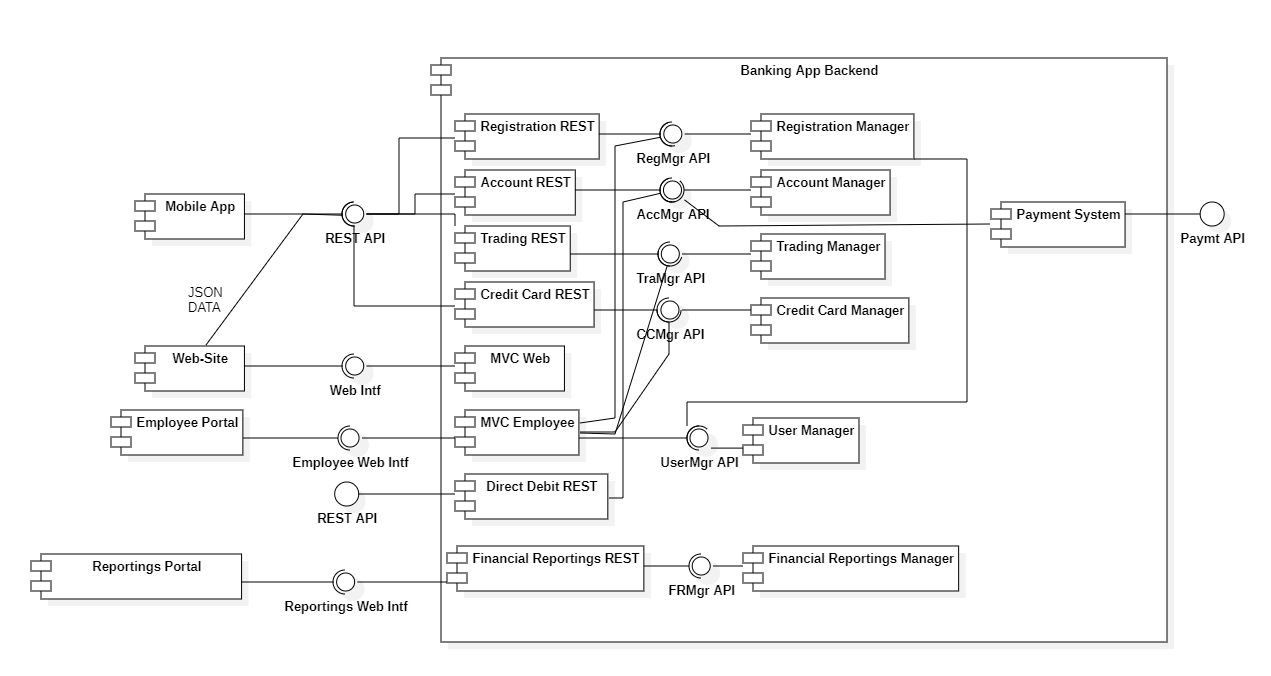 Banking App Backend
Registration REST
Registration Manager
RegMgr API
Account REST
Account Manager
Mobile App
AccMgr API
Payment System
REST API
Paymt API
Trading REST
Trading Manager
TraMgr API
JSON
DATA
Credit Card REST
Credit Card Manager
CCMgr API
Web-Site
MVC Web
Web Intf
Employee Portal
MVC Employee
User Manager
Employee Web Intf
UserMgr API
Direct Debit REST
REST API
Reportings Portal
Financial Reportings REST
Financial Reportings Manager
FRMgr API
Reportings Web Intf